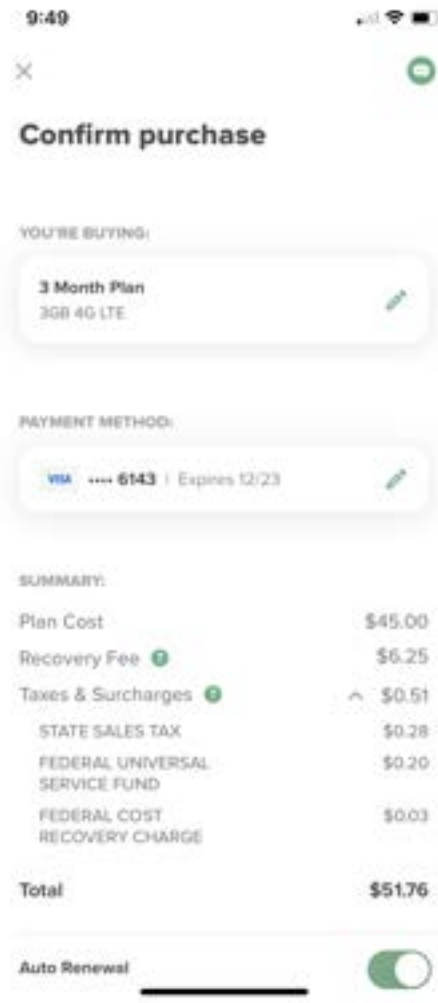 9:49
Confirm purchase
YOU'RE BUYING:
3 Month Plan
3GB 4G LTE
PAYMENT METHOD:
VISA •••• 6143 | Expires 12/23
SUMMARY:
Plan Cost $45.00
Recovery Fee $6.25
Taxes & Surcharges $0.51
STATE SALES TAX $0.28
FEDERAL UNIVERSAL $0.20
SERVICE FUND
FEDERAL COST $0.03
RECOVERY CHARGE
Total $51.76
Auto Renewal